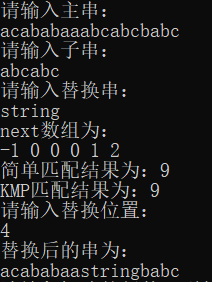 请输入主串：
acababaaabcabcbabc
请输入子串：
abcabc
请输入替换串：
string
next数组为：
-1 0 0 0 1 2
简单匹配结果为：9
KMP匹配结果为：9
请输入替换位置：
4
替换后的串为：
acababaastringbabc